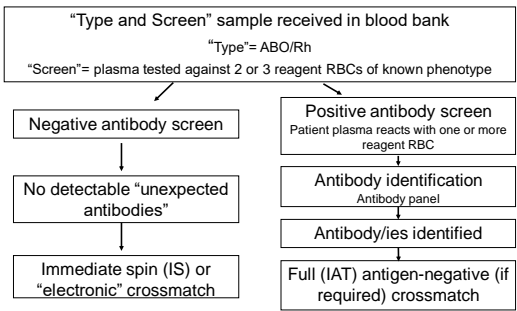 “Type and Screen” sample received in blood bank
“Type”= ABO/Rh
“Screen”= plasma tested against 2 or 3 reagent RBCs of known phenotype
Negative antibody screen
No detectable “unexpected
antibodies”
Immediate spin (IS) or
“electronic” crossmatch
Positive antibody screen
Patient plasma reacts with one or more
reagent RBC
Antibody identification
Antibody panel
Antibody/ies identified
Full (IAT) antigen-negative (if
required) crossmatch